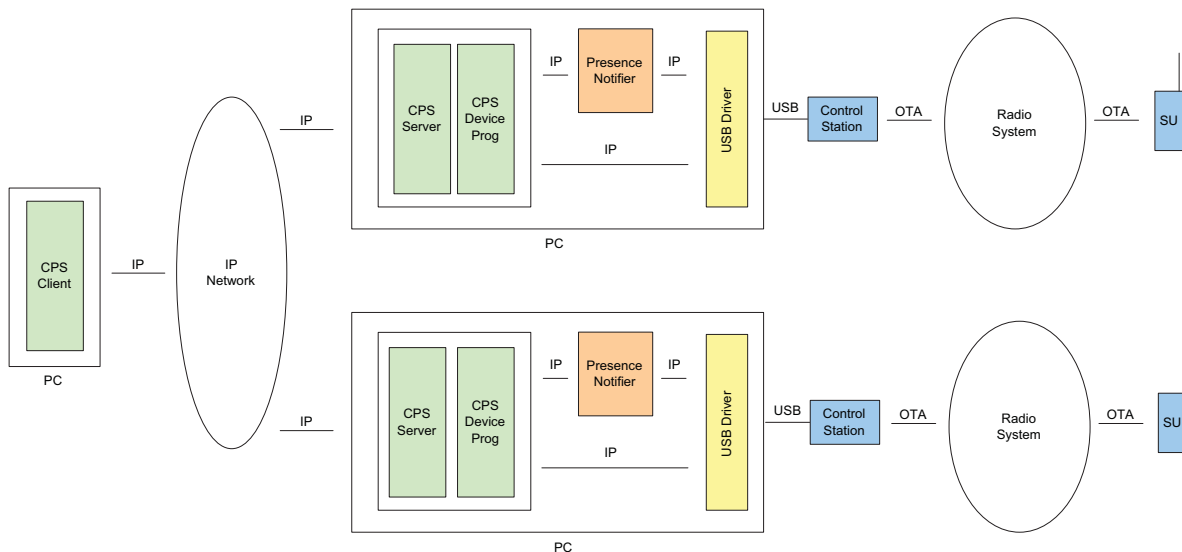 CPS
Client
PC
IP
IP
Network
IP
CPS
Server
CPS
Device
Prog
IP
Presence
Notifier
IP
IP
USB Driver
PC
USB
Control
Station
OTA
Radio
System
OTA
SU
IP
CPS
Server
CPS
Device
Prog
IP
Presence
Notifier
IP
IP
USB Driver
PC
USB
Control
Station
OTA
Radio
System
OTA
SU